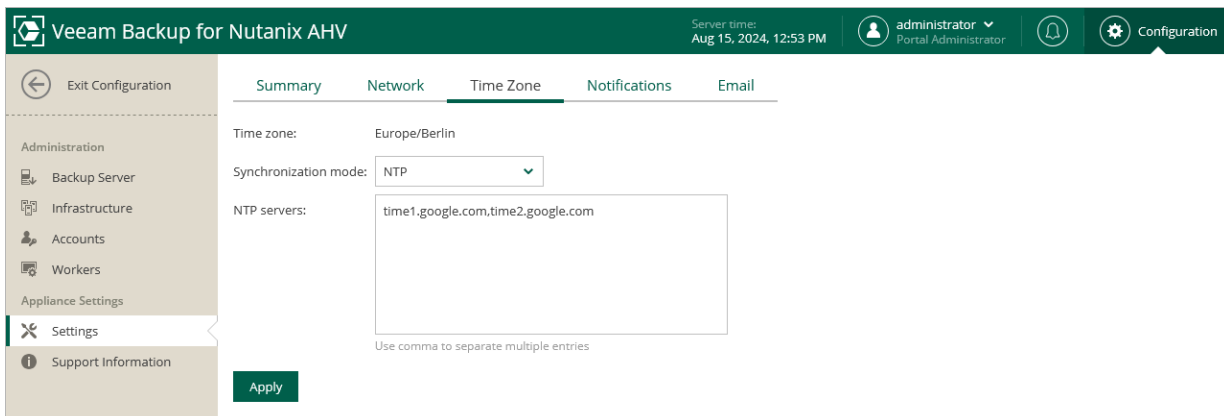 Veeam Backup for Nutanix AHV
Server time:
Aug 15, 2024, 12:53 PM
administrator
Portal Administrator
Configuration
Exit Configuration
Administration
Backup Server
Infrastructure
Accounts
Workers
Appliance Settings
Settings
Support Information
Summary Network Time Zone Notifications Email
Time zone: Europe/Berlin
Synchronization mode: NTP
NTP servers: time1.google.com,time2.google.com
Use comma to separate multiple entries
Apply